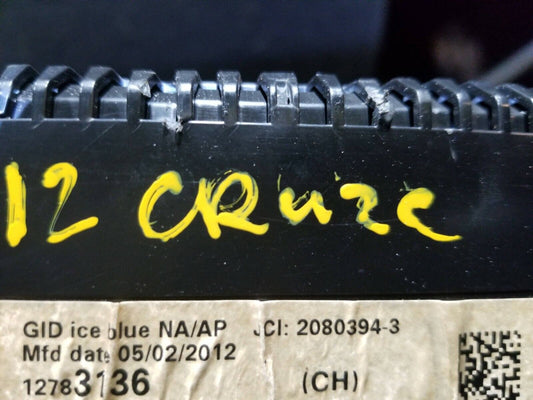 12 CRuze
GID ice blue NA/AP JCI: 2080394-3
Mfd date 05/02/2012
12783136 (CH)